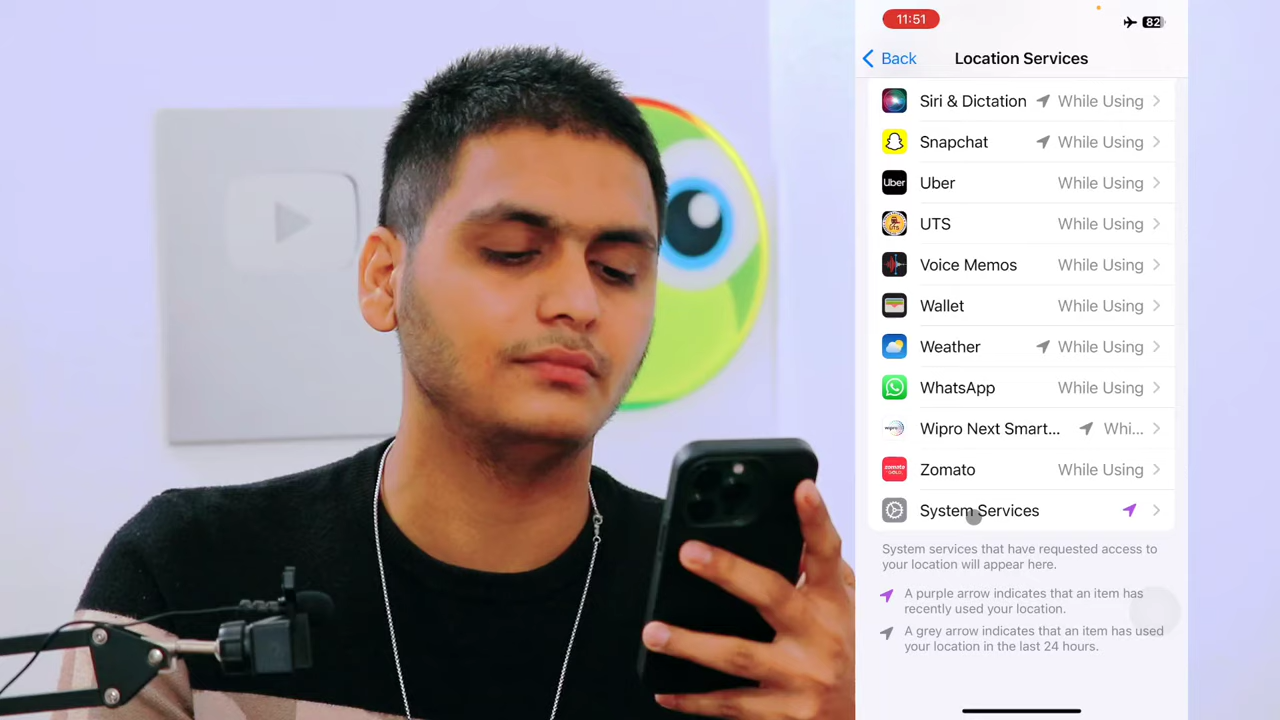 11:51
82
Back
Location Services
Siri & Dictation While Using
Snapchat While Using
Uber
Uber While Using
UTS
UTS While Using
Voice Memos While Using
Wallet While Using
Weather While Using
WhatsApp While Using
wipro
Wipro Next Smart... Whi...
zomato
Zomato While Using
System Services
System services that have requested access to
your location will appear here.
A purple arrow indicates that an item has
recently used your location.
A grey arrow indicates that an item has used
your location in the last 24 hours.